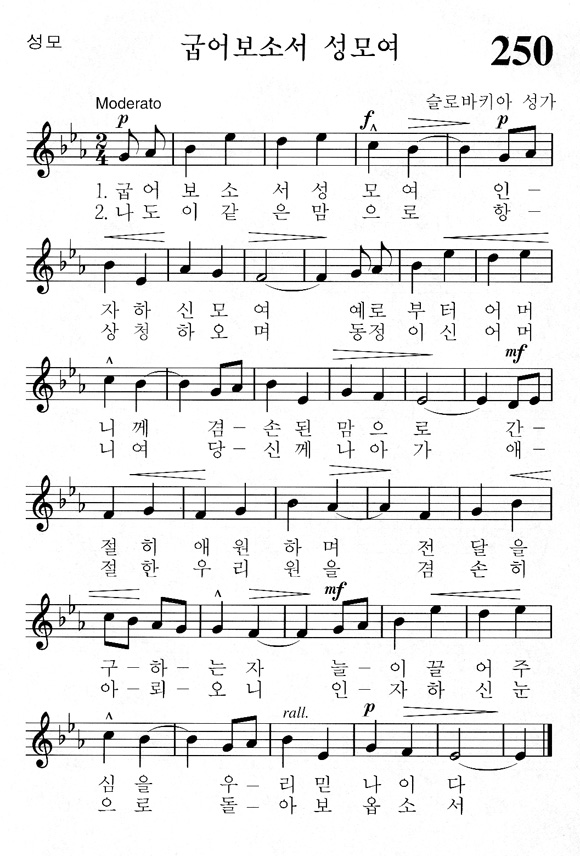 성모
굽어보소서 성모여
250
슬로바키아 성가
Moderato
p f p
1. 굽 어 보 소 서 성 모 여 인 –
2. 나 도 이 같 은 맘 으 로 항 –
자 하 신 모 여 예 로 부 터 어 머
상 청 하 오 며 동 정 이 신 어 머
mf
니 께 겸 – 손 된 맘 으 로 간 –
니 여 당 – 신 께 나 아 가 애 –
절 히 애 원 하 며 전 달 을
절 한 우 리 원 을 겸 손 히
mf
구 – 하 – 는 자 늘 – 이 끌 어 주
아 – 뢰 – 오 니 인 – 자 하 신 눈
rall. p
심 을 우 – 리 믿 나 이 다
으 로 돌 – 아 보 옵 소 서